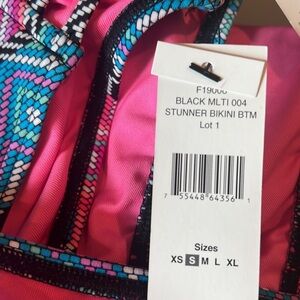 F19000
BLACK MLTI 004
STUNNER BIKINI BTM
Lot 1
7 55448 64356 1
Sizes
XS S M L XL